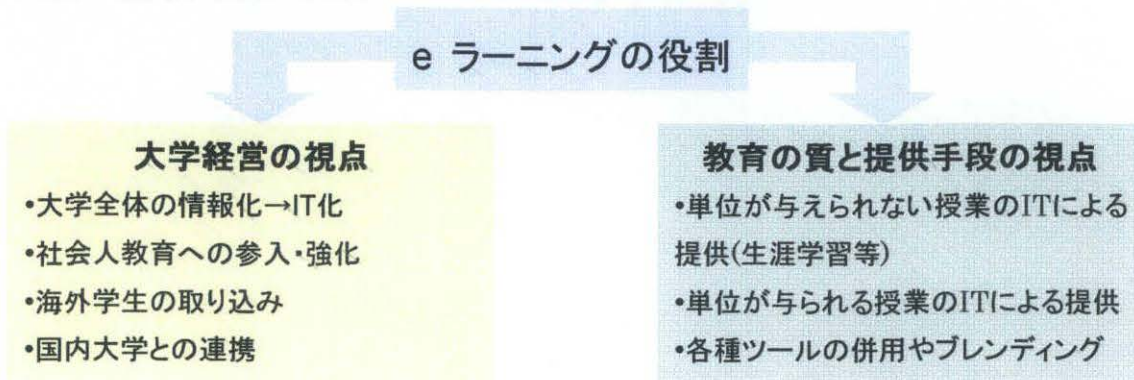 e ラーニングの役割
大学経営の視点
•大学全体の情報化→IT化
•社会人教育への参入・強化
•海外学生の取り込み
•国内大学との連携
教育の質と提供手段の視点
•単位が与えられない授業のITによる
提供(生涯学習等)
•単位が与られる授業のITによる提供
•各種ツールの併用やブレンディング